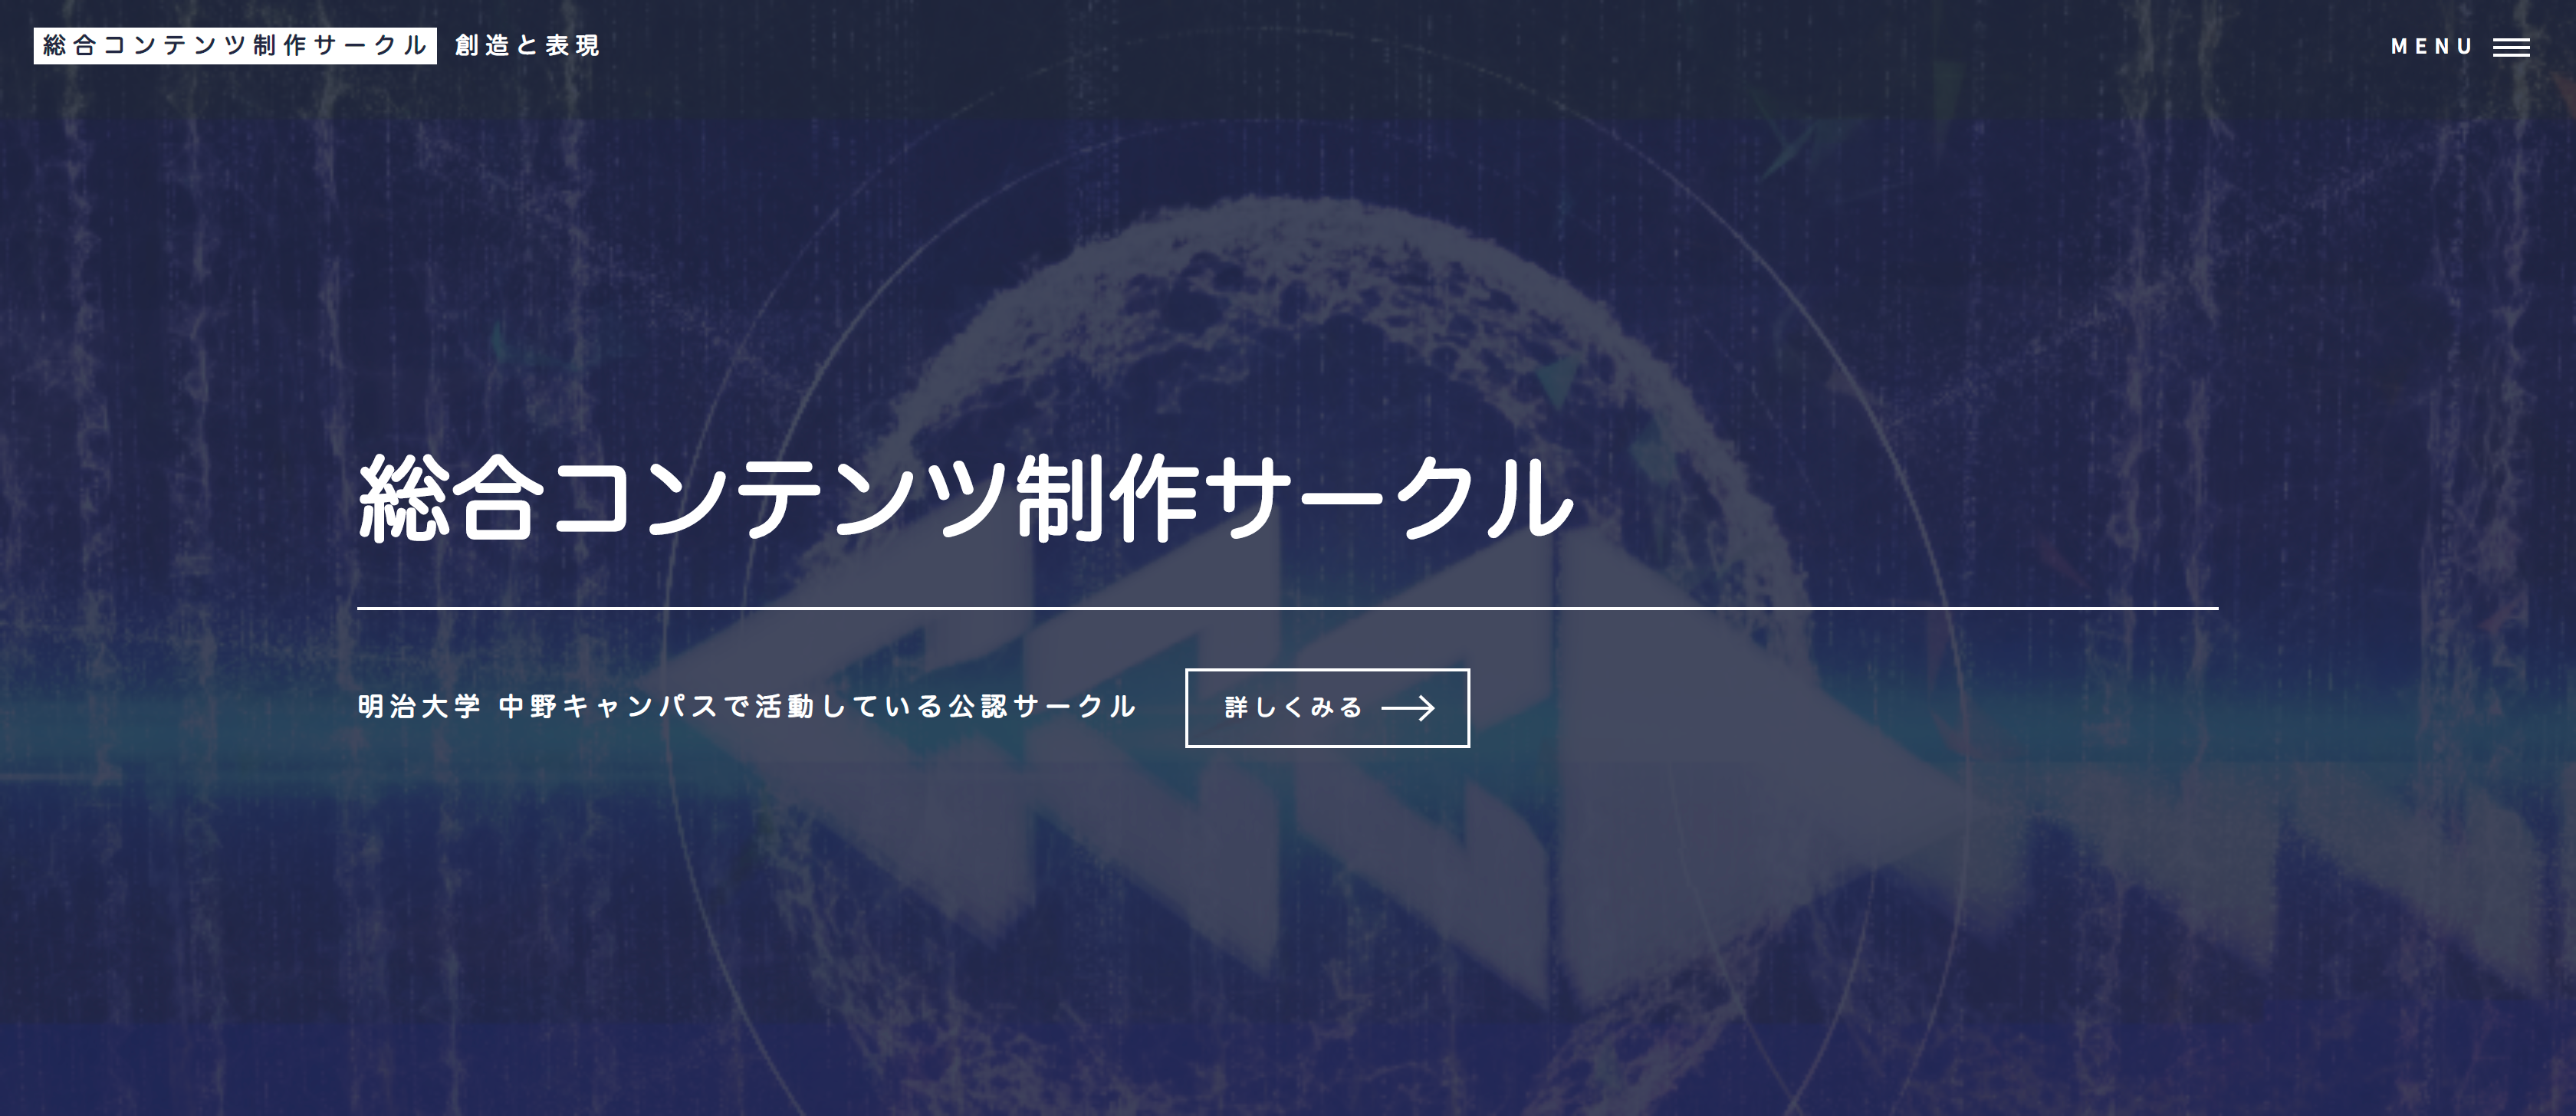 総合コンテンツ制作サークル 創造と表現
MENU
総合コンテンツ制作サークル
明治大学 中野キャンパスで活動している公認サークル
詳しくみる